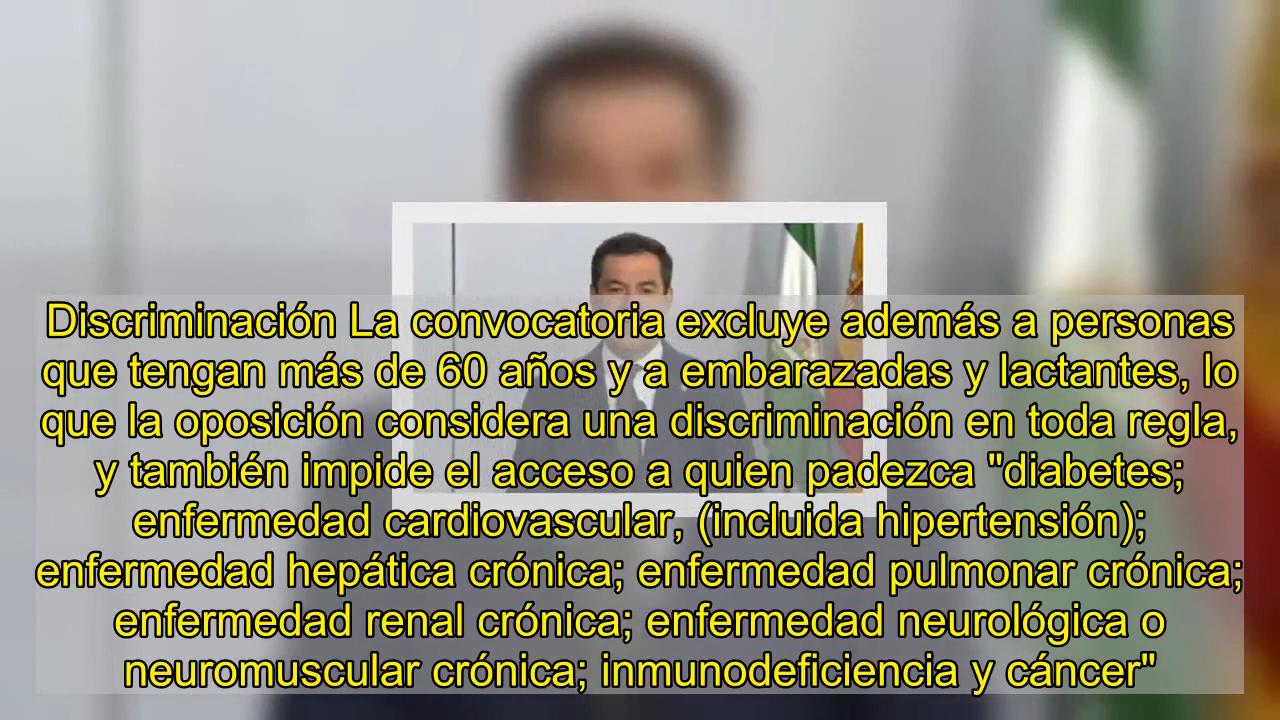 Discriminación La convocatoria excluye además a personas
que tengan más de 60 años y a embarazadas y lactantes, lo
que la oposición considera una discriminación en toda regla,
y también impide el acceso a quien padezca "diabetes;
enfermedad cardiovascular, (incluida hipertensión);
enfermedad hepática crónica; enfermedad pulmonar crónica;
enfermedad renal crónica; enfermedad neurológica o
neuromuscular crónica; inmunodeficiencia y cáncer"